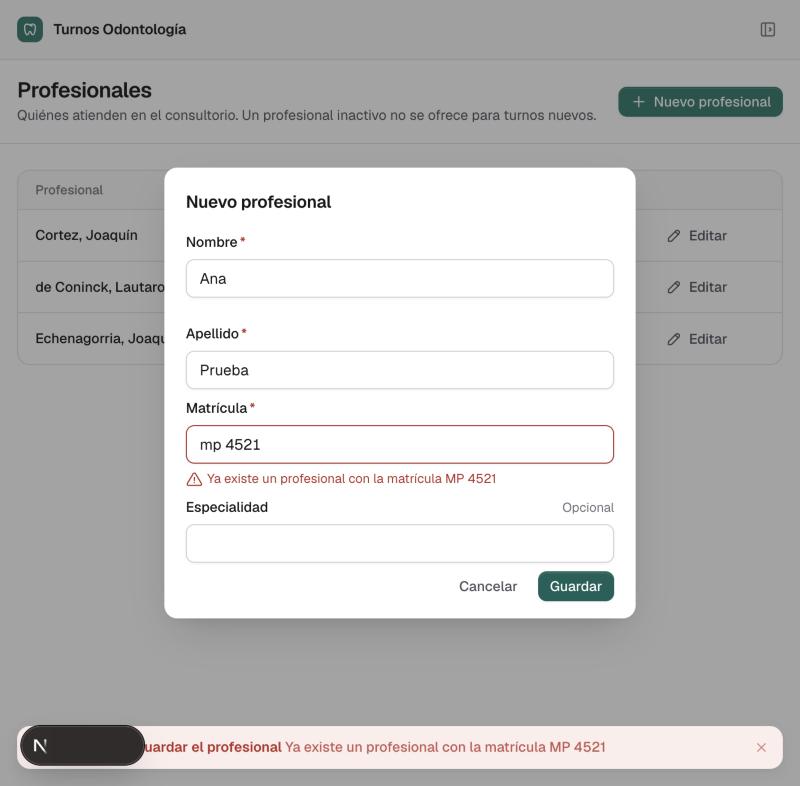 Turnos Odontología
Profesionales
Quiénes atienden en el consultorio. Un profesional inactivo no se ofrece para turnos nuevos.
Nuevo profesional
Profesional
Cortez, Joaquín
Editar
de Coninck, Lautaro
Editar
Echenagorria, Joaqu
Editar
Nuevo profesional
Nombre *
Ana
Apellido *
Prueba
Matrícula *
mp 4521
Ya existe un profesional con la matrícula MP 4521
Especialidad Opcional
Cancelar Guardar
N
uardar el profesional Ya existe un profesional con la matrícula MP 4521